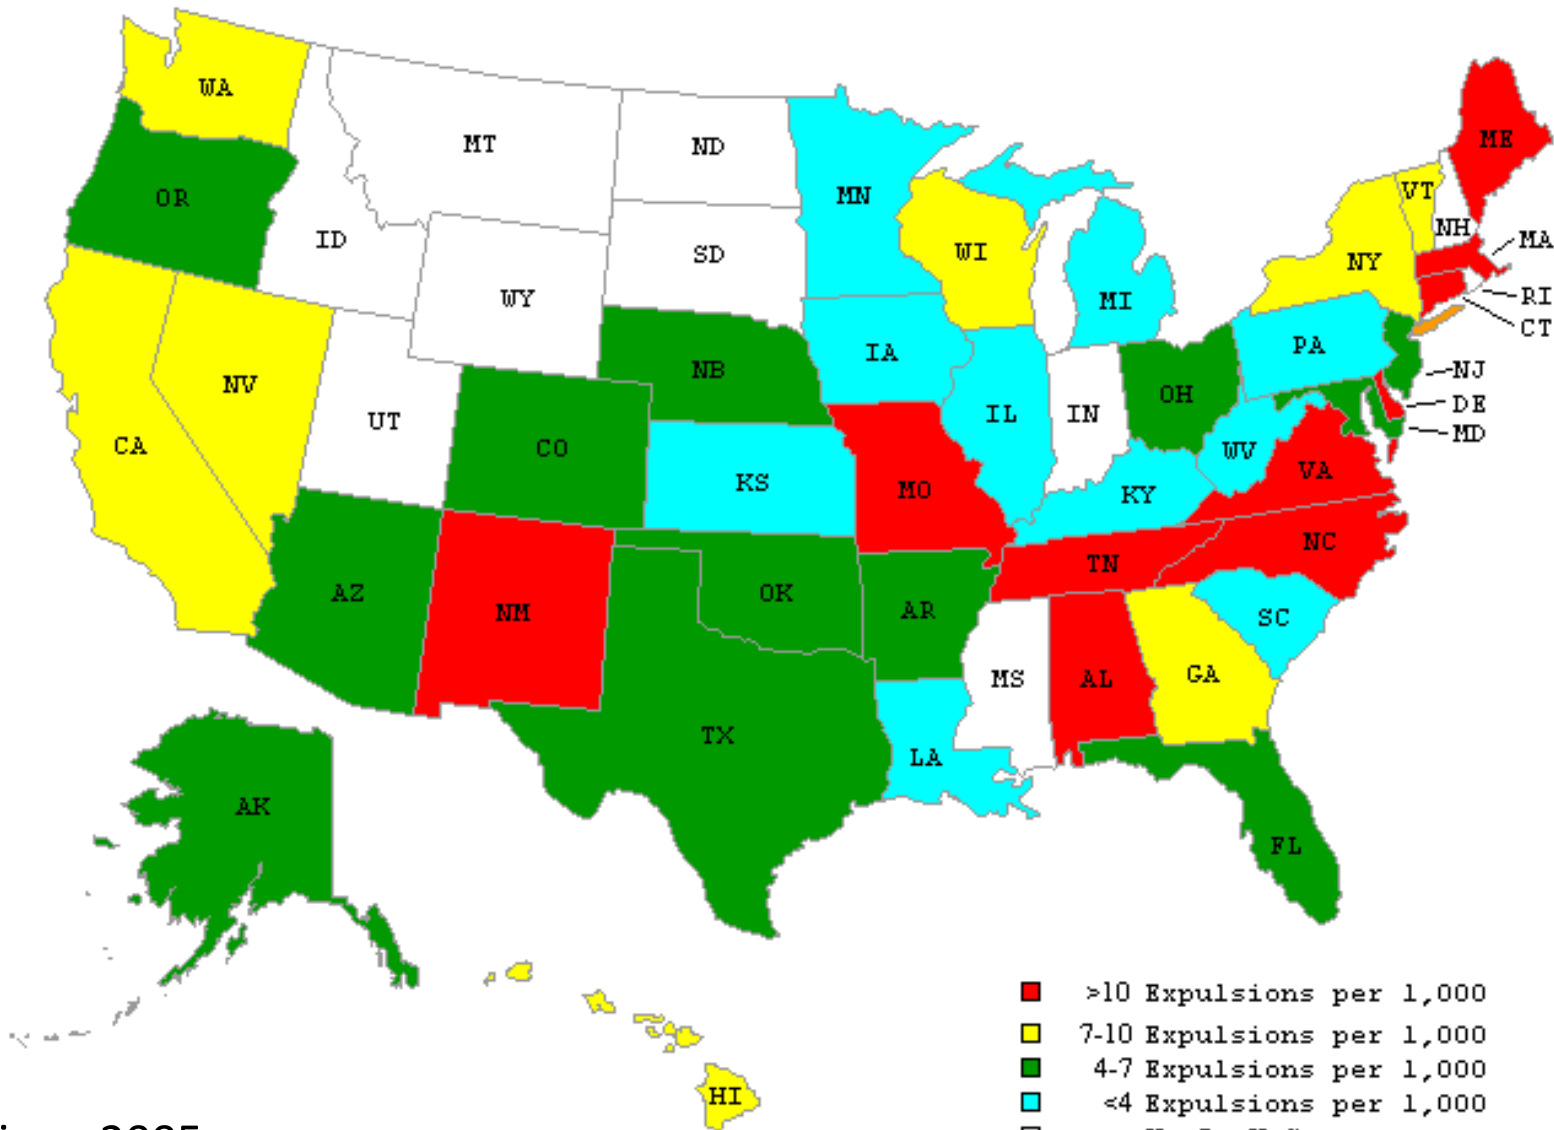 WA
MT
ND
ME
OR
MN
VT
ID
SD
WI
NY
NH
MA
WY
MI
RI
CT
IA
PA
NV
NB
NJ
UT
IL
IN
OH
DE
CA
CO
MD
KS
MO
KY
WV
VA
AZ
NM
OK
AR
TN
NC
SC
MS
AL
GA
TX
LA
AK
FL
HI
>10 Expulsions per 1,000
7-10 Expulsions per 1,000
4-7 Expulsions per 1,000
<4 Expulsions per 1,000
2005